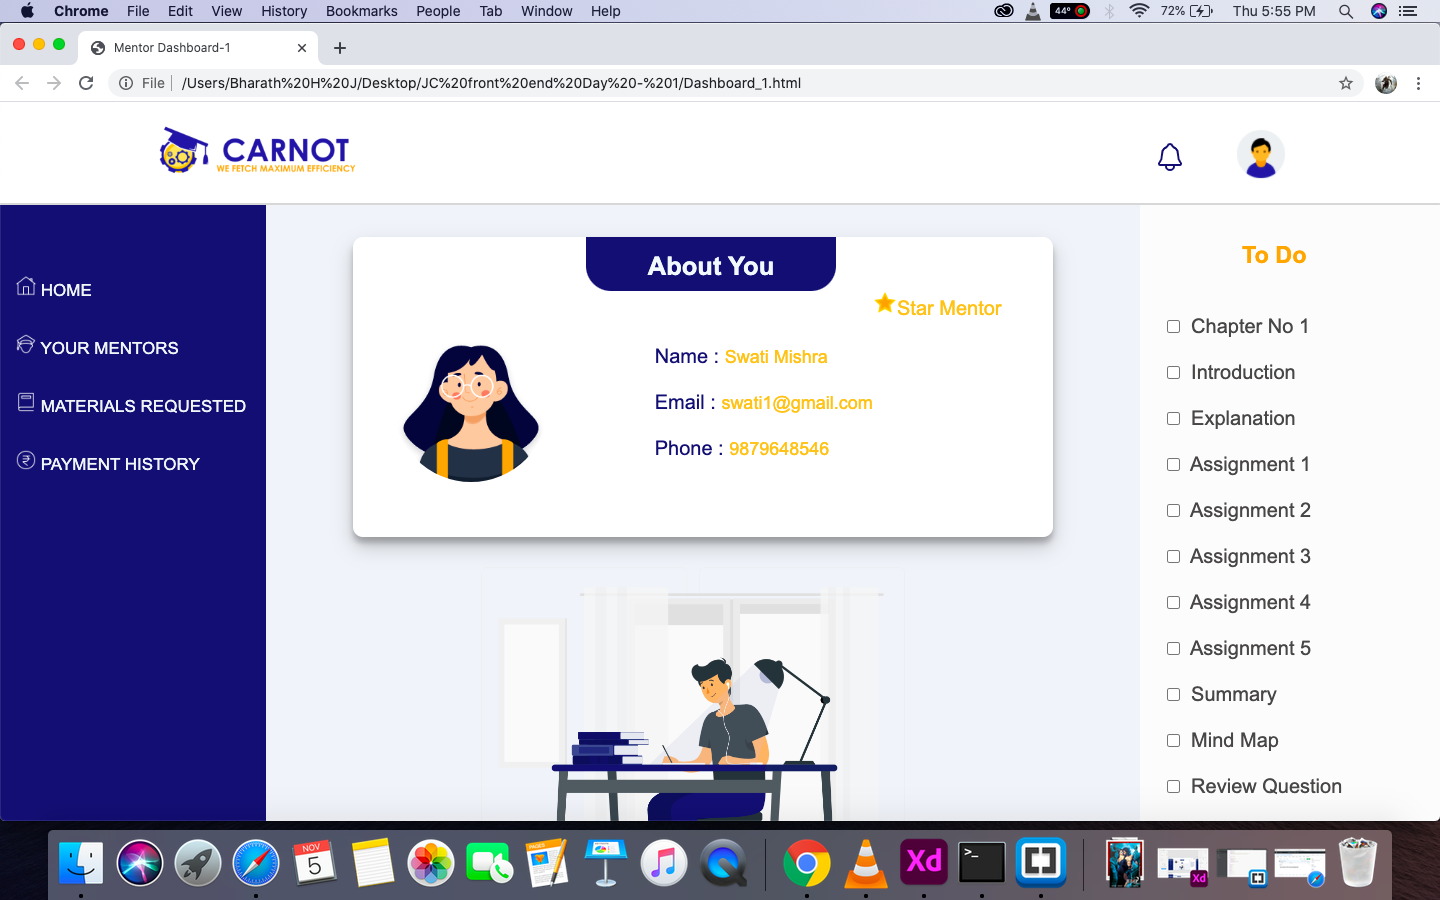 Chrome File Edit View History Bookmarks People Tab Window Help 44° 72% Thu 5:55 PM
Mentor Dashboard-1
File /Users/Bharath%20H%20J/Desktop/JC%20front%20end%20Day%20-%201/Dashboard_1.html
CARNOT
WE FETCH MAXIMUM EFFICIENCY
HOME
YOUR MENTORS
MATERIALS REQUESTED
PAYMENT HISTORY
About You
Star Mentor
Name : Swati Mishra
Email : swati1@gmail.com
Phone : 9879648546
To Do
Chapter No 1
Introduction
Explanation
Assignment 1
Assignment 2
Assignment 3
Assignment 4
Assignment 5
Summary
Mind Map
Review Question
NOV
5
PAGES
Xd
>_
Xd